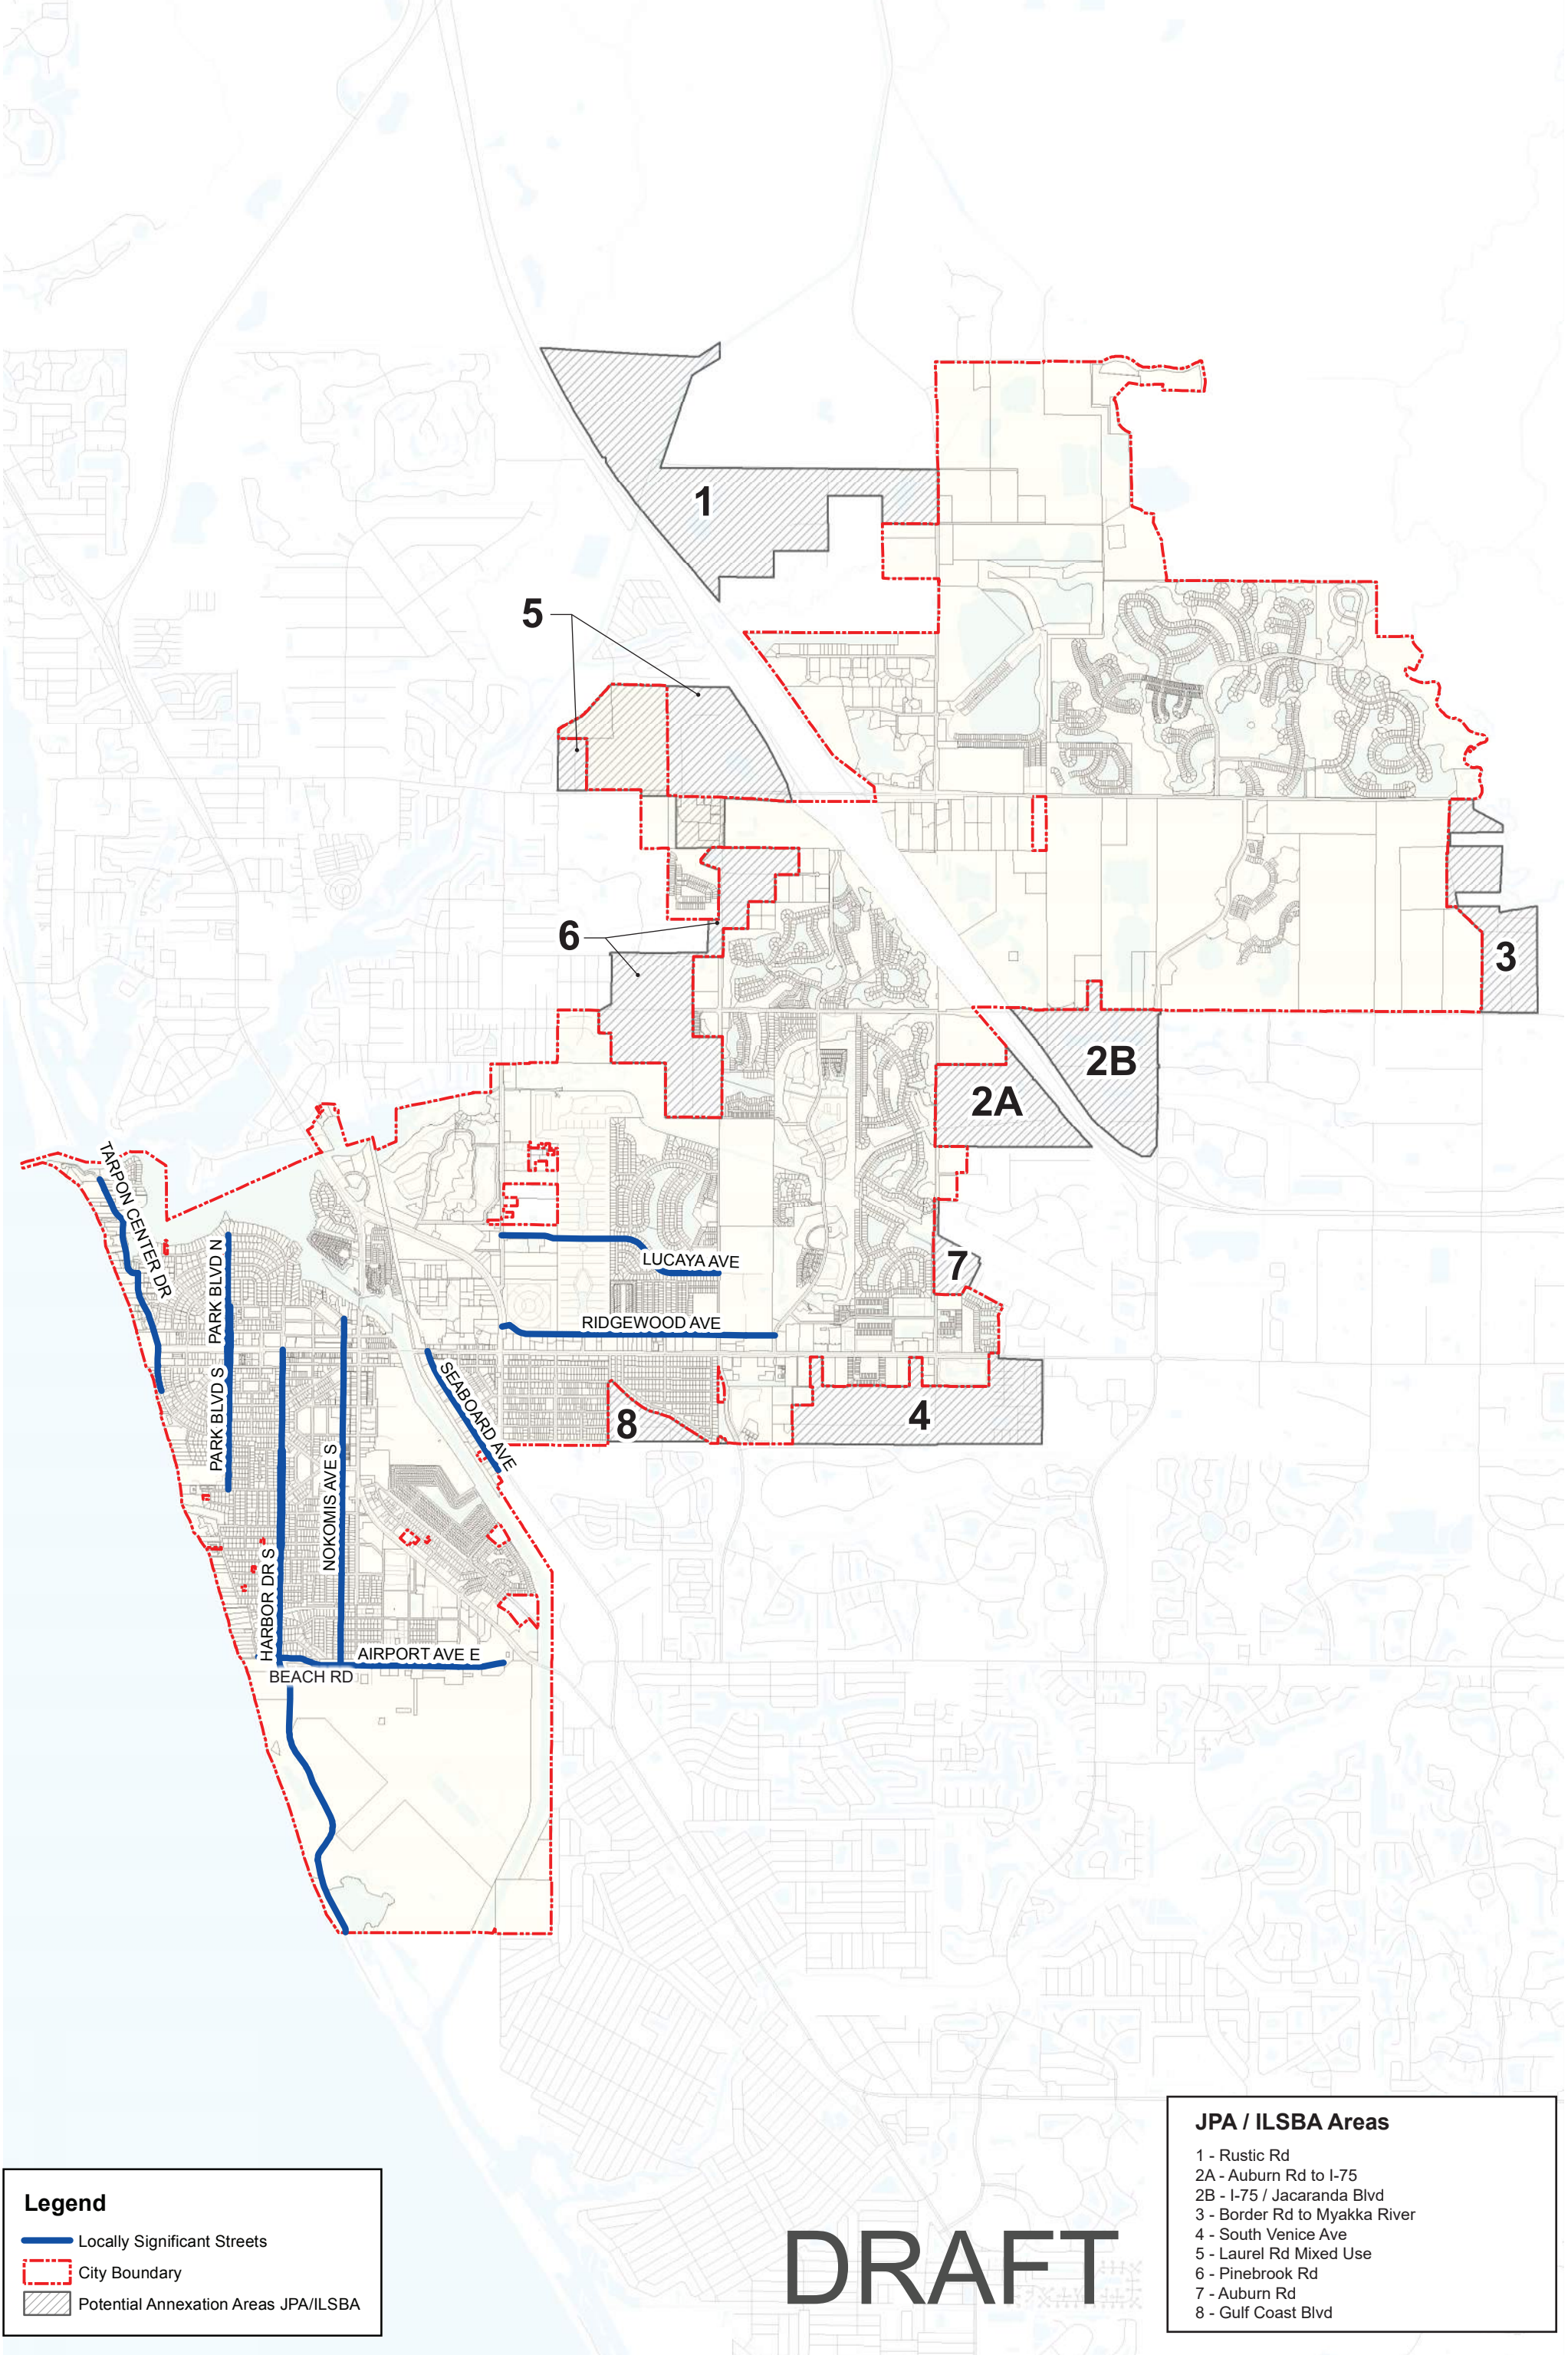 1
5
6
3
2B
2A
TARPON CENTER DR
PARK BLVD N
LUCAYA AVE
7
RIDGEWOOD AVE
PARK BLVD S
SEABOARD AVE
8
4
NOKOMIS AVE S
HARBOR DR S
AIRPORT AVE E
BEACH RD
JPA / ILSBA Areas
1 - Rustic Rd
2A - Auburn Rd to I-75
2B - I-75 / Jacaranda Blvd
3 - Border Rd to Myakka River
4 - South Venice Ave
5 - Laurel Rd Mixed Use
6 - Pinebrook Rd
7 - Auburn Rd
8 - Gulf Coast Blvd
Legend
Locally Significant Streets
City Boundary
Potential Annexation Areas JPA/ILSBA
DRAFT